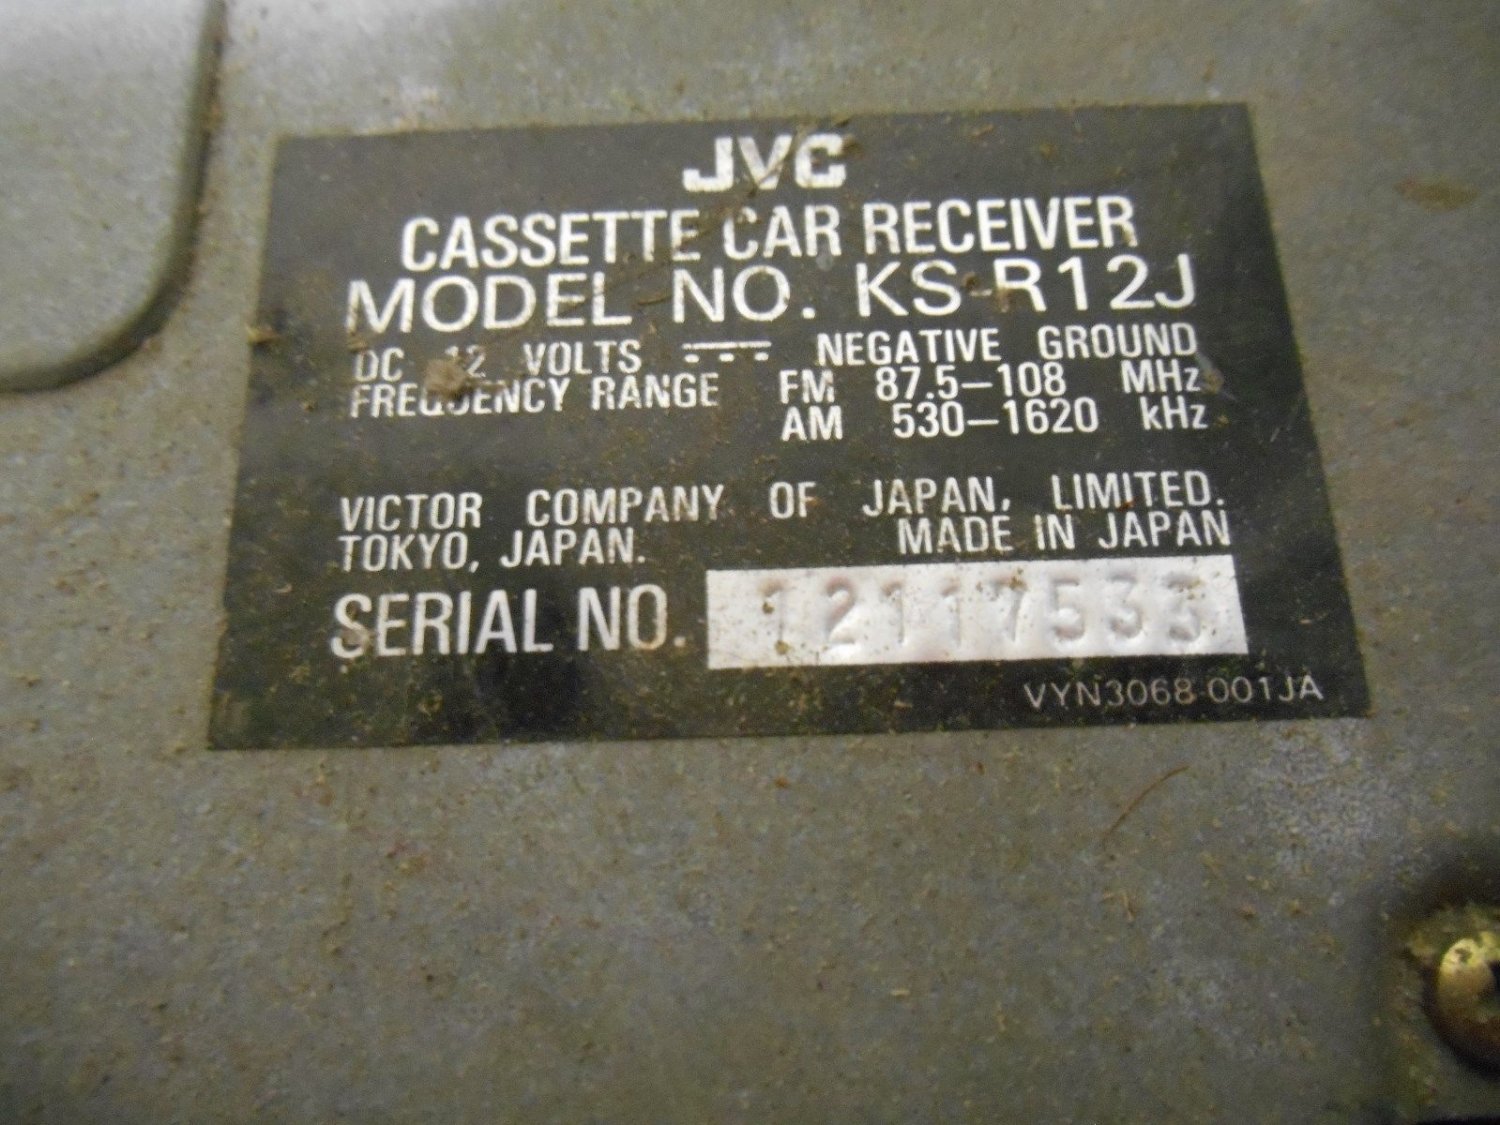 JVC
CASSETTE CAR RECEIVER
MODEL NO. KS-R12J
DC 12 VOLTS NEGATIVE GROUND
FREQUENCY RANGE FM 87.5–108 MHz
AM 530–1620 kHz
VICTOR COMPANY OF JAPAN, LIMITED.
TOKYO, JAPAN. MADE IN JAPAN
SERIAL NO. 12117533
VYN3068-001JA